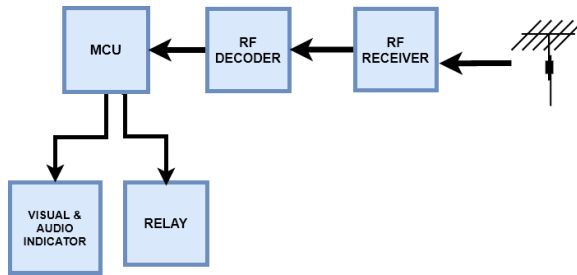 MCU
RF
DECODER
RF
RECEIVER
VISUAL &
AUDIO
INDICATOR
RELAY